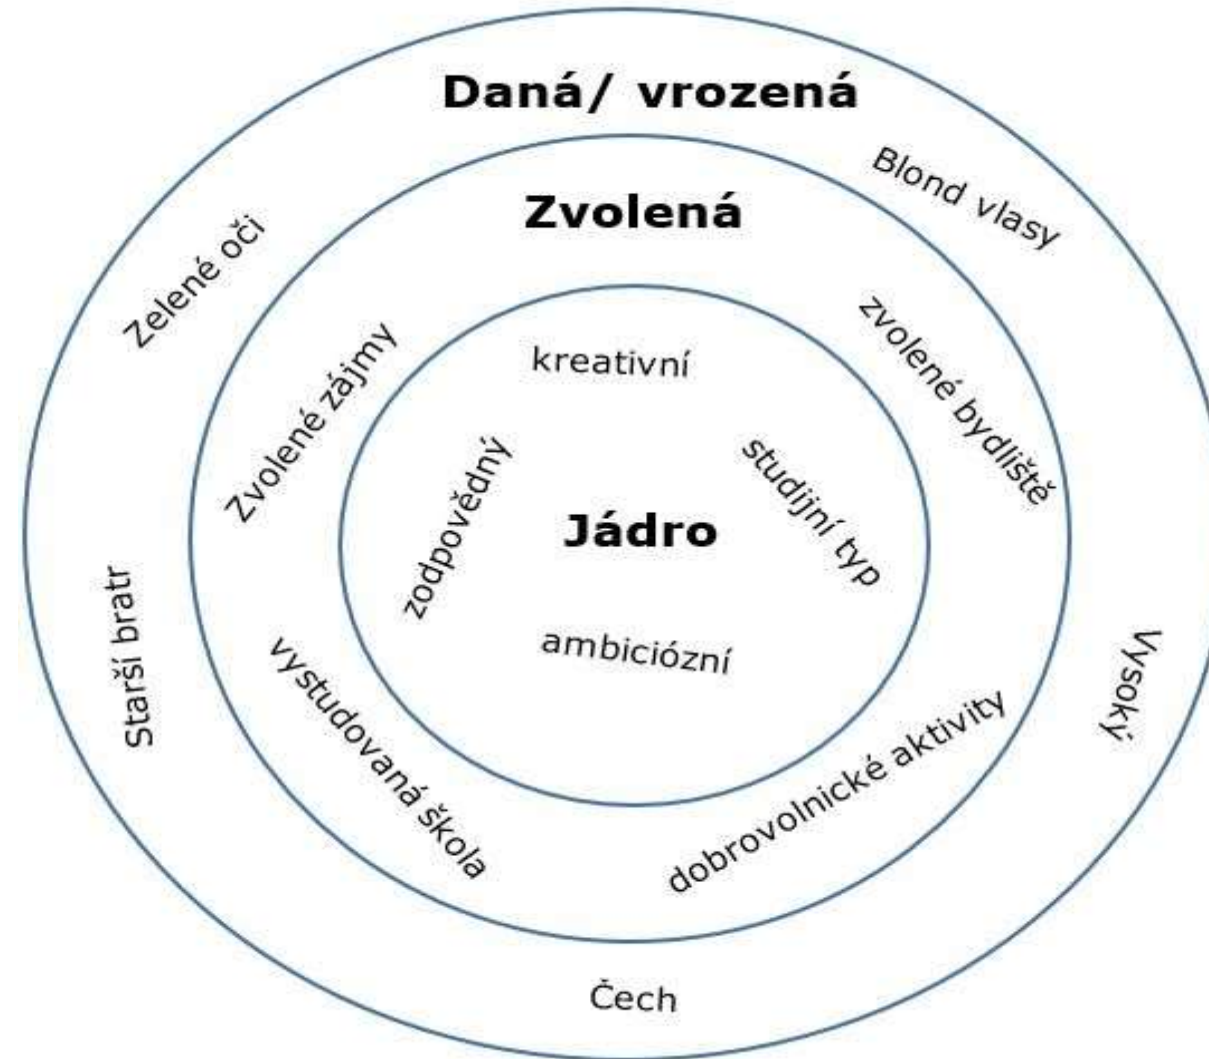 Daná/ vrozená
Blond vlasy
Zelené oči
Zvolená
Zvolené zájmy
zvolené bydliště
kreativní
zodpovědný
studijní typ
Jádro
ambiciózní
Starší bratr
Vysoký
vystudovaná škola
dobrovolnické aktivity
Čech